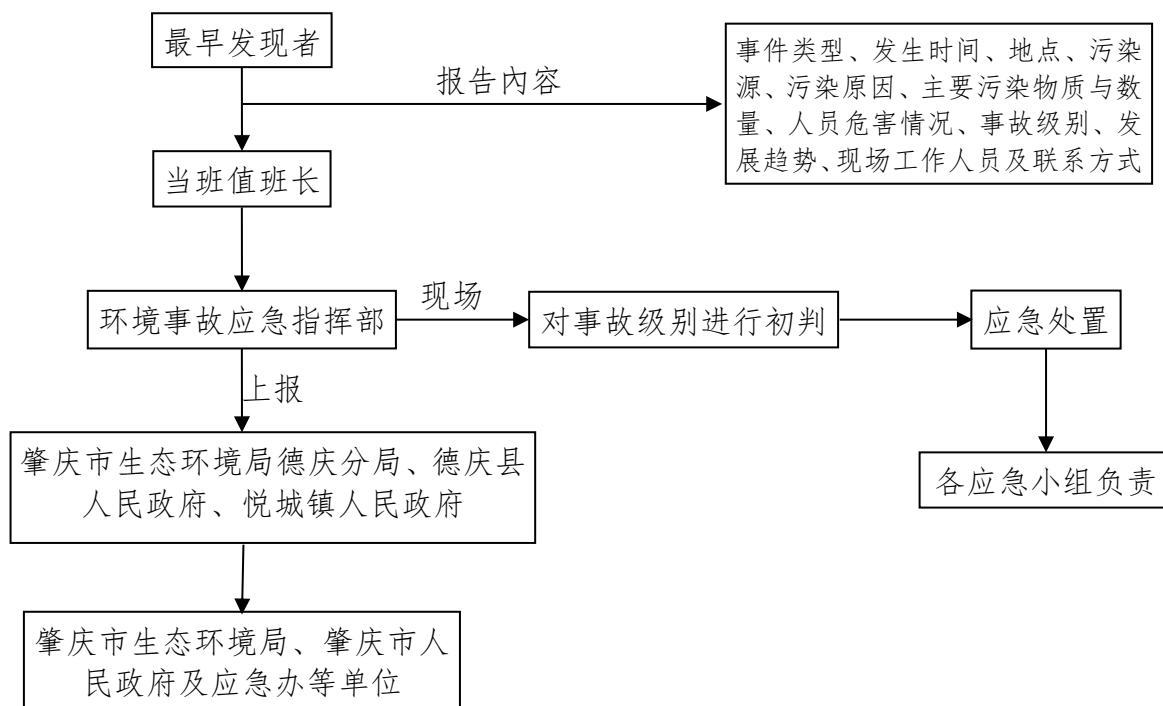 最早发现者
报告內容
事件类型、发生时间、地点、污染
源、污染原因、主要污染物质与数
量、人员危害情况、事故级别、发
展趋势、现场工作人员及联系方式
当班值班长
环境事故应急指挥部
现场
对事故级别进行初判
应急处置
上报
肇庆市生态环境局德庆分局、德庆县
人民政府、悦城镇人民政府
各应急小组负责
肇庆市生态环境局、肇庆市人
民政府及应急办等单位